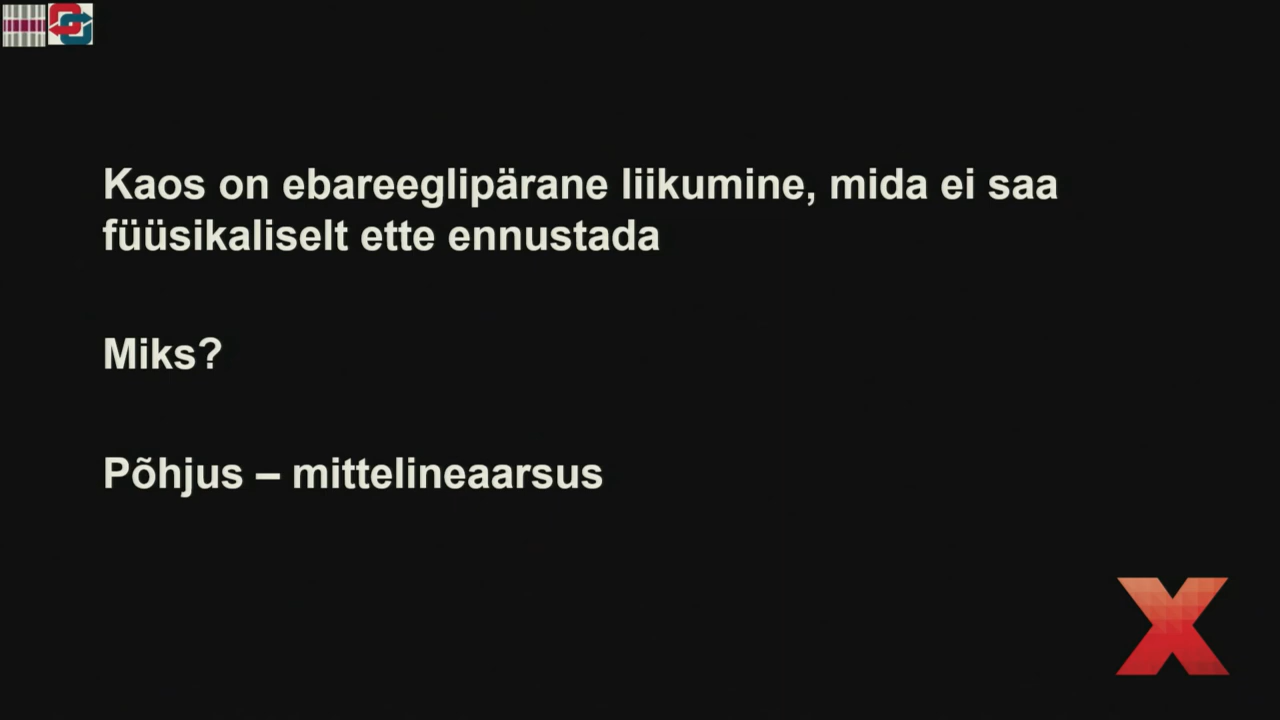 Kaos on ebareeglipärane liikumine, mida ei saa
füüsikaliselt ette ennustada
Miks?
Põhjus – mittelineaarsus
X